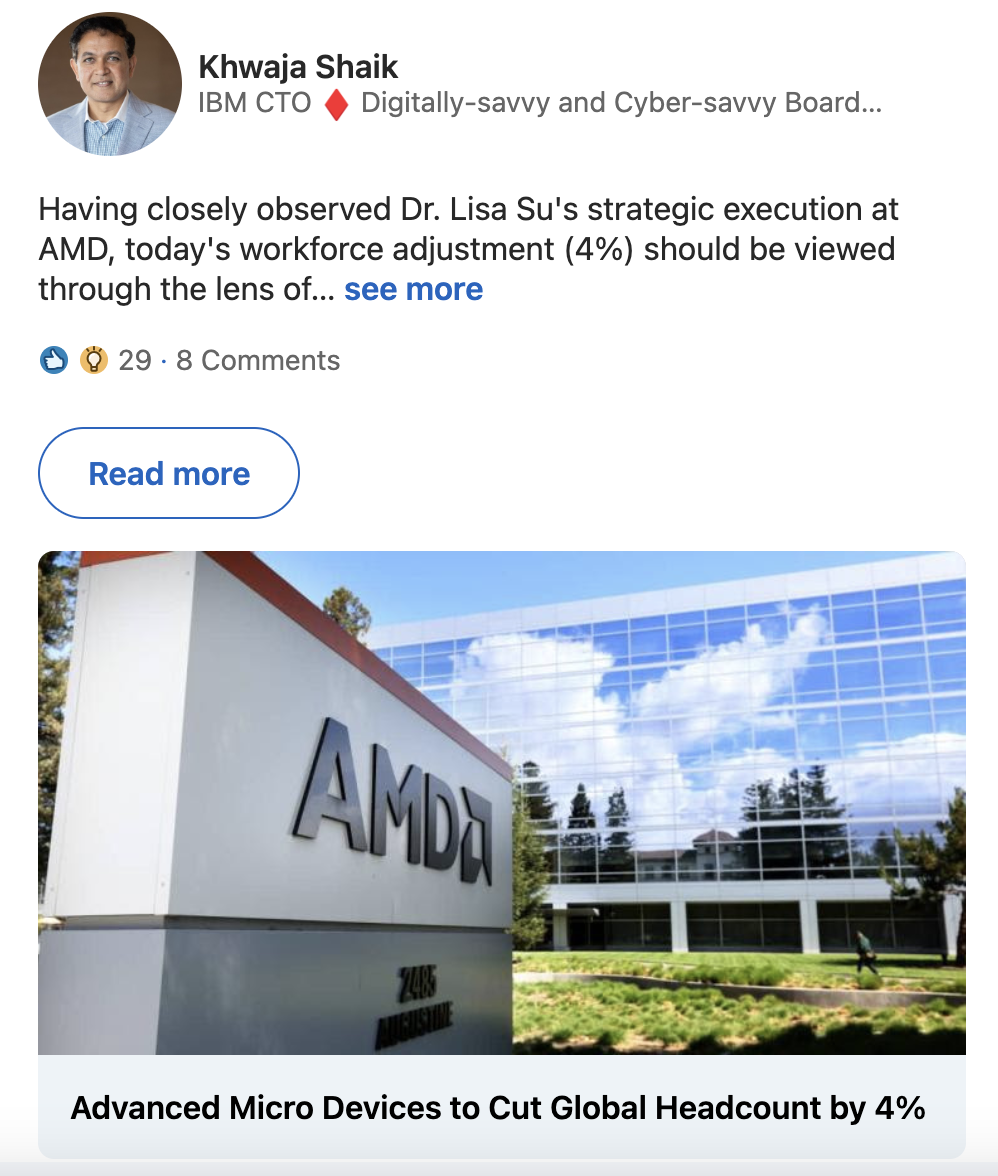 Khwaja Shaik
IBM CTO ♦️ Digitally-savvy and Cyber-savvy Board...
Having closely observed Dr. Lisa Su's strategic execution at
AMD, today's workforce adjustment (4%) should be viewed
through the lens of... see more
29 · 8 Comments
Read more
AMD
2485
AUGUSTINE
Advanced Micro Devices to Cut Global Headcount by 4%